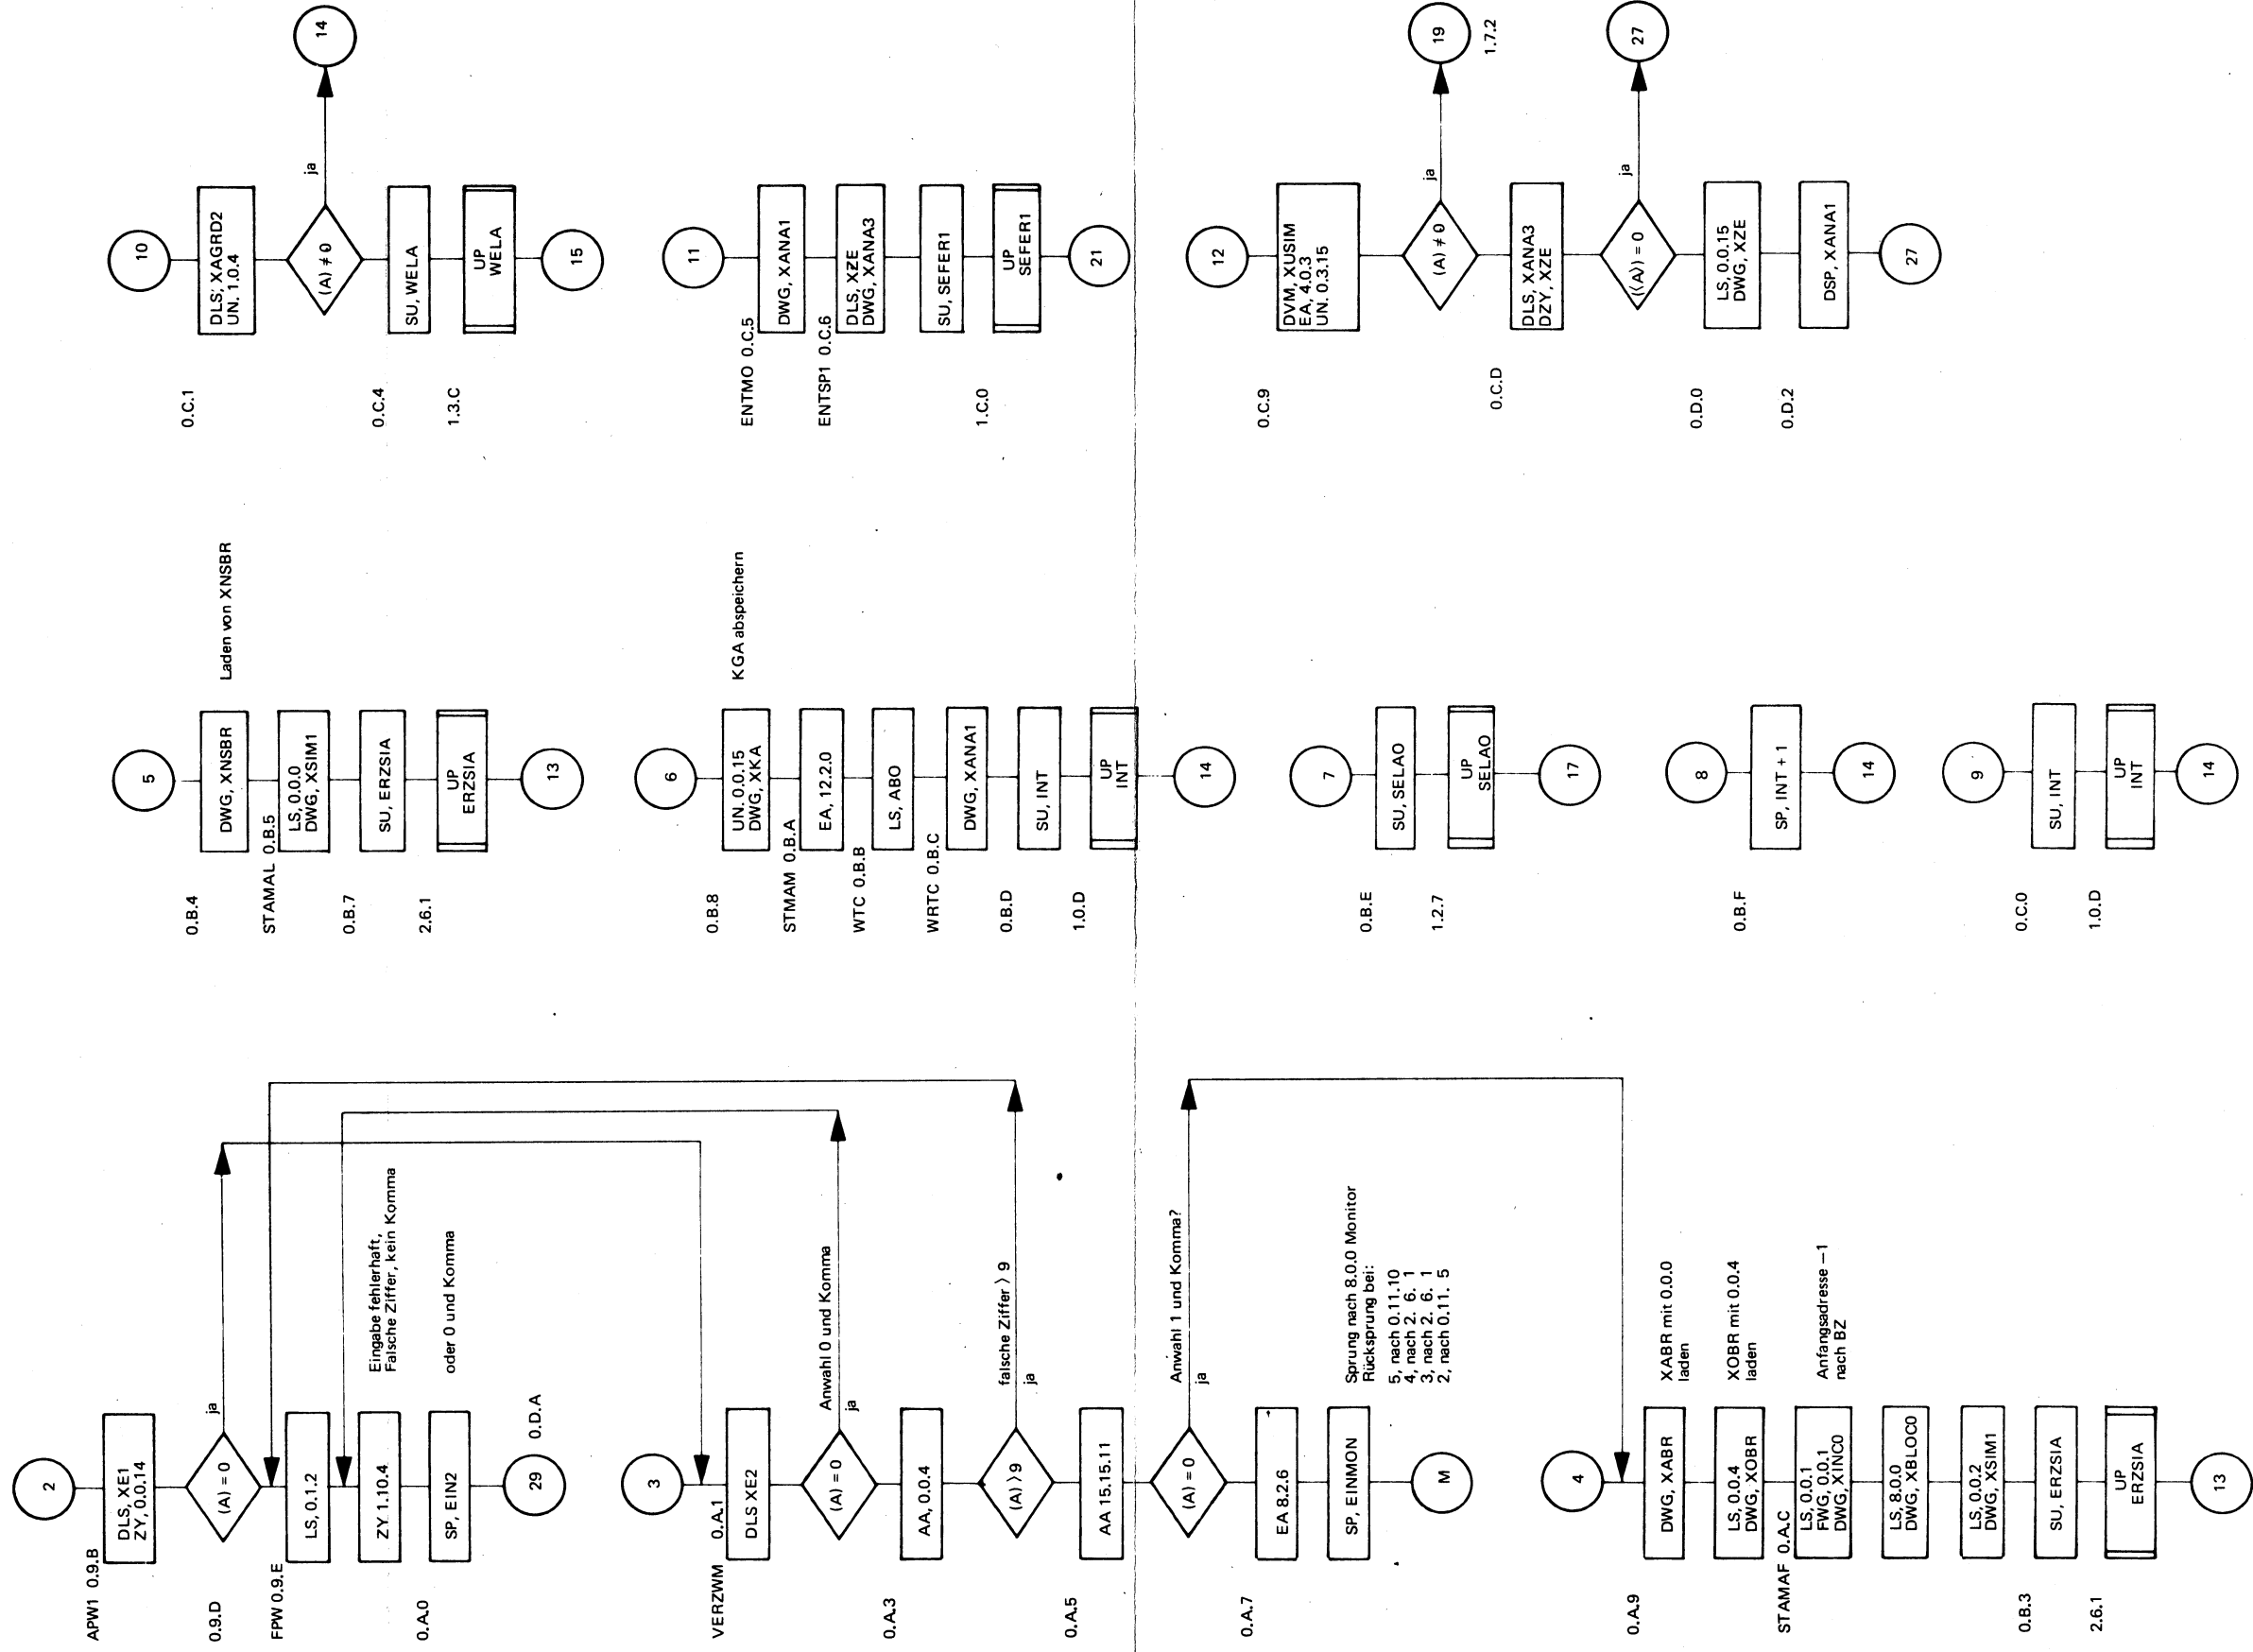 2
APW1 0.9.B
DLS, XE1
ZY, 0.0.14
0.9.D
(A) = 0
ja
FPW 0.9.E
LS, 0.1.2
ZY 1.10.4
Eingabe fehlerhaft,
Falsche Ziffer, kein Komma
0.A.0
SP, EIN2
oder 0 und Komma
29
0.D.A
3
VERZWM 0.A.1
DLS XE2
(A) = 0
Anwahl 0 und Komma
ja
0.A.3
AA, 0.0.4
(A) ⟩ 9
falsche Ziffer ⟩ 9
ja
0.A.5
AA 15.15.11
(A) = 0
Anwahl 1 und Komma?
ja
0.A.7
EA 8.2.6
SP, EINMON
Sprung nach 8.0.0 Monitor
Rücksprung bei:
5, nach 0.11.10
4, nach 2. 6. 1
3, nach 2. 6. 1
2, nach 0.11. 5
M
4
0.A.9
DWG, XABR
XABR mit 0.0.0
laden
LS, 0.0.4
DWG, XOBR
XOBR mit 0.0.4
laden
STAMAF 0.A.C
LS, 0.0.1
FWG, 0.0.1
DWG, XINC0
Anfangsadresse – 1
nach BZ
LS, 8.0.0
DWG, XBLOC0
LS, 0.0.2
DWG, XSIM1
0.B.3
SU, ERZSIA
2.6.1
UP
ERZSIA
13
5
0.B.4
DWG, XNSBR
Laden von XNSBR
STAMAL 0.B.5
LS, 0.0.0
DWG, XSIM1
0.B.7
SU, ERZSIA
2.6.1
UP
ERZSIA
13
6
0.B.8
UN. 0.0.15
DWG, XKA
KGA abspeichern
STMAM 0.B.A
EA, 12.2.0
WTC 0.B.B
LS, ABO
WRTC 0.B.C
DWG, XANA1
0.B.D
SU, INT
1.0.D
UP
INT
14
7
0.B.E
SU, SELAO
1.2.7
UP
SELAO
17
8
0.B.F
SP, INT + 1
14
9
0.C.0
SU, INT
1.0.D
UP
INT
14
10
0.C.1
DLS, XAGRD2
UN. 1.0.4
(A) ≠ 0
ja
14
0.C.4
SU, WELA
1.3.C
UP
WELA
15
11
ENTMO 0.C.5
DWG, XANA1
ENTSP1 0.C.6
DLS, XZE
DWG, XANA3
SU, SEFER1
1.C.0
UP
SEFER1
21
12
0.C.9
DVM, XUSIM
EA, 4.0.3
UN. 0.3.15
(A) ≠ 0
ja
19
1.7.2
0.C.D
DLS, XANA3
DZY, XZE
(⟨A⟩) = 0
ja
27
0.D.0
LS, 0.0.15
DWG, XZE
0.D.2
DSP, XANA1
27